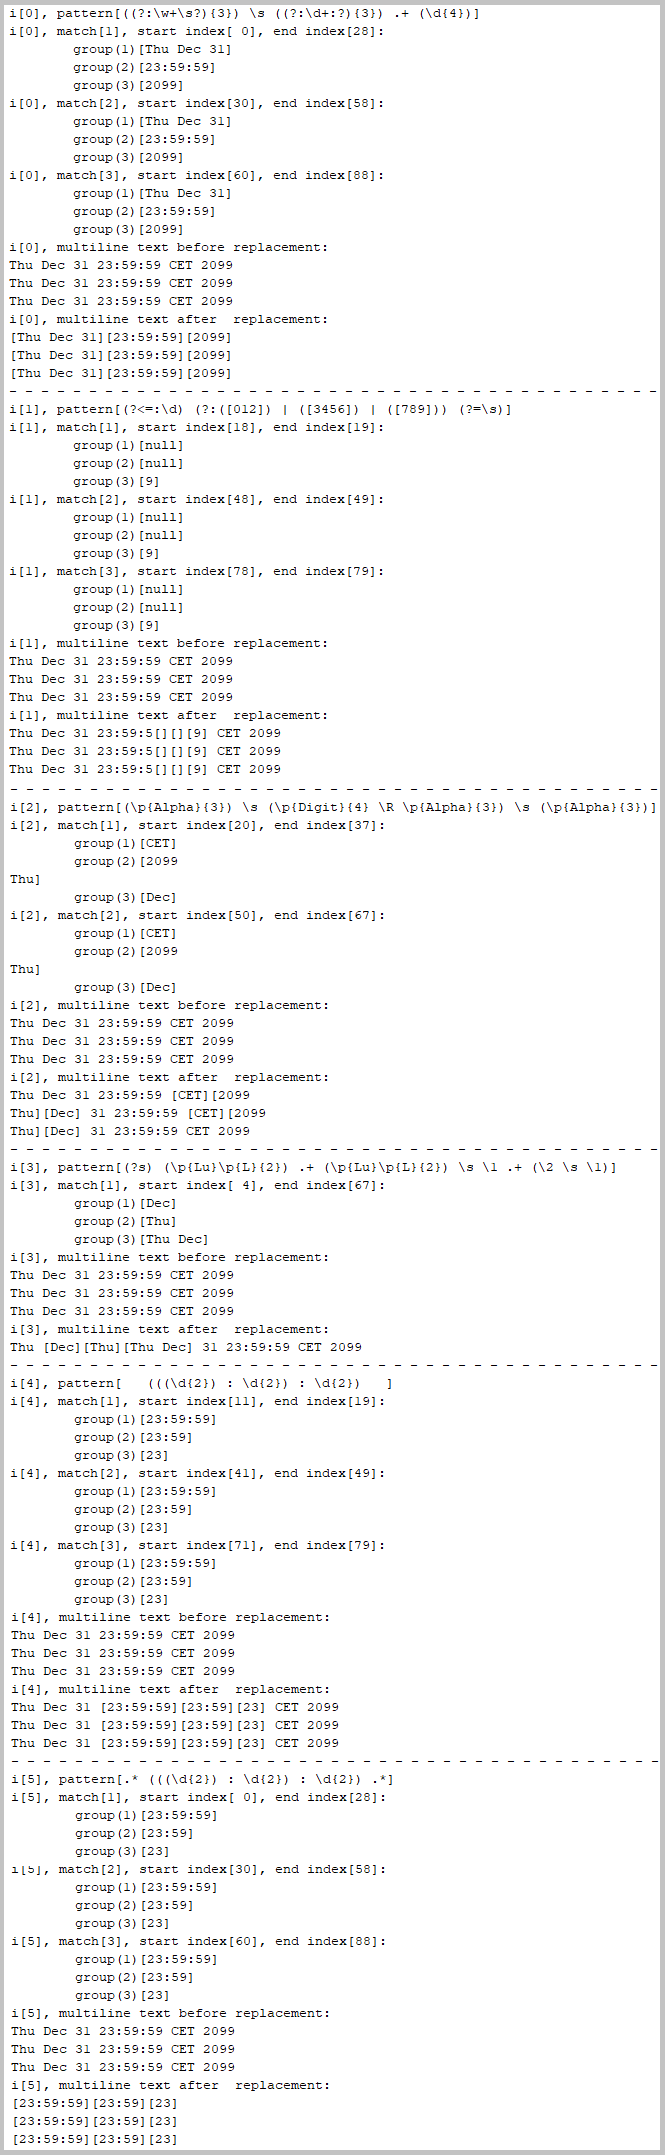 i[0], pattern[((?:\w+\s?){3}) \s ((?:\d+:?){3}) .+ (\d{4})]
i[0], match[1], start index[ 0], end index[28]:
        group(1)[Thu Dec 31]
        group(2)[23:59:59]
        group(3)[2099]
i[0], match[2], start index[30], end index[58]:
        group(1)[Thu Dec 31]
        group(2)[23:59:59]
        group(3)[2099]
i[0], match[3], start index[60], end index[88]:
        group(1)[Thu Dec 31]
        group(2)[23:59:59]
        group(3)[2099]
i[0], multiline text before replacement:
Thu Dec 31 23:59:59 CET 2099
Thu Dec 31 23:59:59 CET 2099
Thu Dec 31 23:59:59 CET 2099
i[0], multiline text after  replacement:
[Thu Dec 31][23:59:59][2099]
[Thu Dec 31][23:59:59][2099]
[Thu Dec 31][23:59:59][2099]
- - - - - - - - - - - - - - - - - - - - - - - - - - - - - - - - - - - - - - - - -
i[1], pattern[(?<=:\d) (?:([012]) | ([3456]) | ([789])) (?=\s)]
i[1], match[1], start index[18], end index[19]:
        group(1)[null]
        group(2)[null]
        group(3)[9]
i[1], match[2], start index[48], end index[49]:
        group(1)[null]
        group(2)[null]
        group(3)[9]
i[1], match[3], start index[78], end index[79]:
        group(1)[null]
        group(2)[null]
        group(3)[9]
i[1], multiline text before replacement:
Thu Dec 31 23:59:59 CET 2099
Thu Dec 31 23:59:59 CET 2099
Thu Dec 31 23:59:59 CET 2099
i[1], multiline text after  replacement:
Thu Dec 31 23:59:5[][][9] CET 2099
Thu Dec 31 23:59:5[][][9] CET 2099
Thu Dec 31 23:59:5[][][9] CET 2099
- - - - - - - - - - - - - - - - - - - - - - - - - - - - - - - - - - - - - - - - -
i[2], pattern[(\p{Alpha}{3}) \s (\p{Digit}{4} \R \p{Alpha}{3}) \s (\p{Alpha}{3})]
i[2], match[1], start index[20], end index[37]:
        group(1)[CET]
        group(2)[2099
Thu]
        group(3)[Dec]
i[2], match[2], start index[50], end index[67]:
        group(1)[CET]
        group(2)[2099
Thu]
        group(3)[Dec]
i[2], multiline text before replacement:
Thu Dec 31 23:59:59 CET 2099
Thu Dec 31 23:59:59 CET 2099
Thu Dec 31 23:59:59 CET 2099
i[2], multiline text after  replacement:
Thu Dec 31 23:59:59 [CET][2099
Thu][Dec] 31 23:59:59 [CET][2099
Thu][Dec] 31 23:59:59 CET 2099
- - - - - - - - - - - - - - - - - - - - - - - - - - - - - - - - - - - - - - - - -
i[3], pattern[(?s) (\p{Lu}\p{L}{2}) .+ (\p{Lu}\p{L}{2}) \s \1 .+ (\2 \s \1)]
i[3], match[1], start index[ 4], end index[67]:
        group(1)[Dec]
        group(2)[Thu]
        group(3)[Thu Dec]
i[3], multiline text before replacement:
Thu Dec 31 23:59:59 CET 2099
Thu Dec 31 23:59:59 CET 2099
Thu Dec 31 23:59:59 CET 2099
i[3], multiline text after  replacement:
Thu [Dec][Thu][Thu Dec] 31 23:59:59 CET 2099
- - - - - - - - - - - - - - - - - - - - - - - - - - - - - - - - - - - - - - - - -
i[4], pattern[   (((\d{2}) : \d{2}) : \d{2})   ]
i[4], match[1], start index[11], end index[19]:
        group(1)[23:59:59]
        group(2)[23:59]
        group(3)[23]
i[4], match[2], start index[41], end index[49]:
        group(1)[23:59:59]
        group(2)[23:59]
        group(3)[23]
i[4], match[3], start index[71], end index[79]:
        group(1)[23:59:59]
        group(2)[23:59]
        group(3)[23]
i[4], multiline text before replacement:
Thu Dec 31 23:59:59 CET 2099
Thu Dec 31 23:59:59 CET 2099
Thu Dec 31 23:59:59 CET 2099
i[4], multiline text after  replacement:
Thu Dec 31 [23:59:59][23:59][23] CET 2099
Thu Dec 31 [23:59:59][23:59][23] CET 2099
Thu Dec 31 [23:59:59][23:59][23] CET 2099
- - - - - - - - - - - - - - - - - - - - - - - - - - - - - - - - - - - - - - - - -
i[5], pattern[.* (((\d{2}) : \d{2}) : \d{2}) .*]
i[5], match[1], start index[ 0], end index[28]:
        group(1)[23:59:59]
        group(2)[23:59]
        group(3)[23]
i[5], match[2], start index[30], end index[58]:
        group(1)[23:59:59]
        group(2)[23:59]
        group(3)[23]
i[5], match[3], start index[60], end index[88]:
        group(1)[23:59:59]
        group(2)[23:59]
        group(3)[23]
i[5], multiline text before replacement:
Thu Dec 31 23:59:59 CET 2099
Thu Dec 31 23:59:59 CET 2099
Thu Dec 31 23:59:59 CET 2099
i[5], multiline text after  replacement:
[23:59:59][23:59][23]
[23:59:59][23:59][23]
[23:59:59][23:59][23]